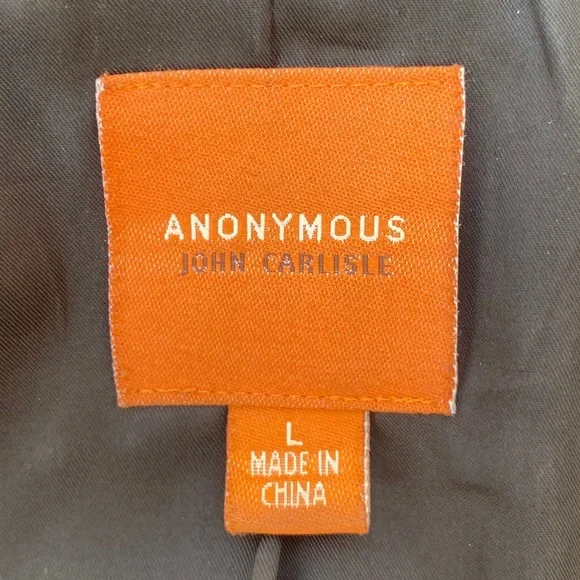 ANONYMOUS
JOHN CARLISLE
L
MADE IN
CHINA